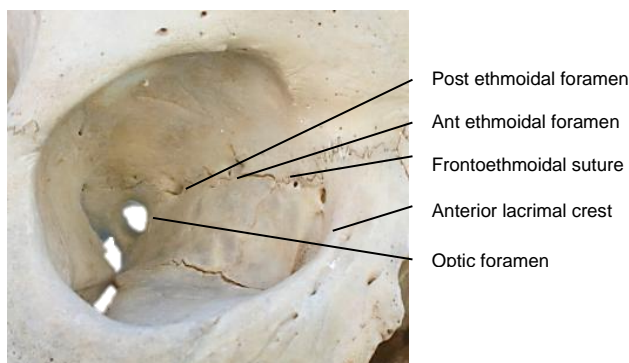 Post ethmoidal foramen
Ant ethmoidal foramen
Frontoethmoidal suture
Anterior lacrimal crest
Optic foramen